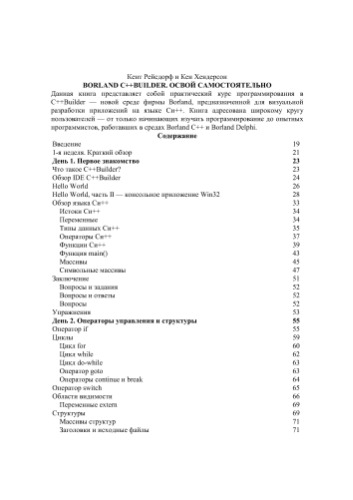 Кент Рейсдорф и Кен Хендерсон
BORLAND C++BUILDER. ОСВОЙ САМОСТОЯТЕЛЬНО
Данная книга представляет собой практический курс программирования в
C++Builder — новой среде фирмы Borland, предназначенной для визуальной
разработки приложений на языке Си++. Книга адресована широкому кругу
пользователей — от только начинающих изучать программирование до опытных
программистов, работавших в средах Borland C++ и Borland Delphi.
Содержание
Введение 19
1-я неделя. Краткий обзор 21
День 1. Первое знакомство 23
Что такое C++Builder? 23
Обзор IDE C++Builder 24
Hello World 26
Hello World, часть II — консольное приложение Win32 28
Обзор языка Си++ 33
Истоки Си++ 33
Переменные 34
Типы данных Си++ 35
Операторы Си++ 37
Функции Си++ 39
Функция main() 43
Массивы 45
Символьные массивы 47
Заключение 51
Вопросы и задания 52
Вопросы и ответы 52
Вопросы 52
Упражнения 53
День 2. Операторы управления и структуры 55
Оператор if 55
Циклы 59
Цикл for 60
Цикл while 62
Цикл do-while 63
Оператор goto 63
Операторы continue и break 64
Оператор switch 65
Области видимости 66
Переменные extern 69
Структуры 69
Массивы структур 71
Заголовки и исходные файлы 71